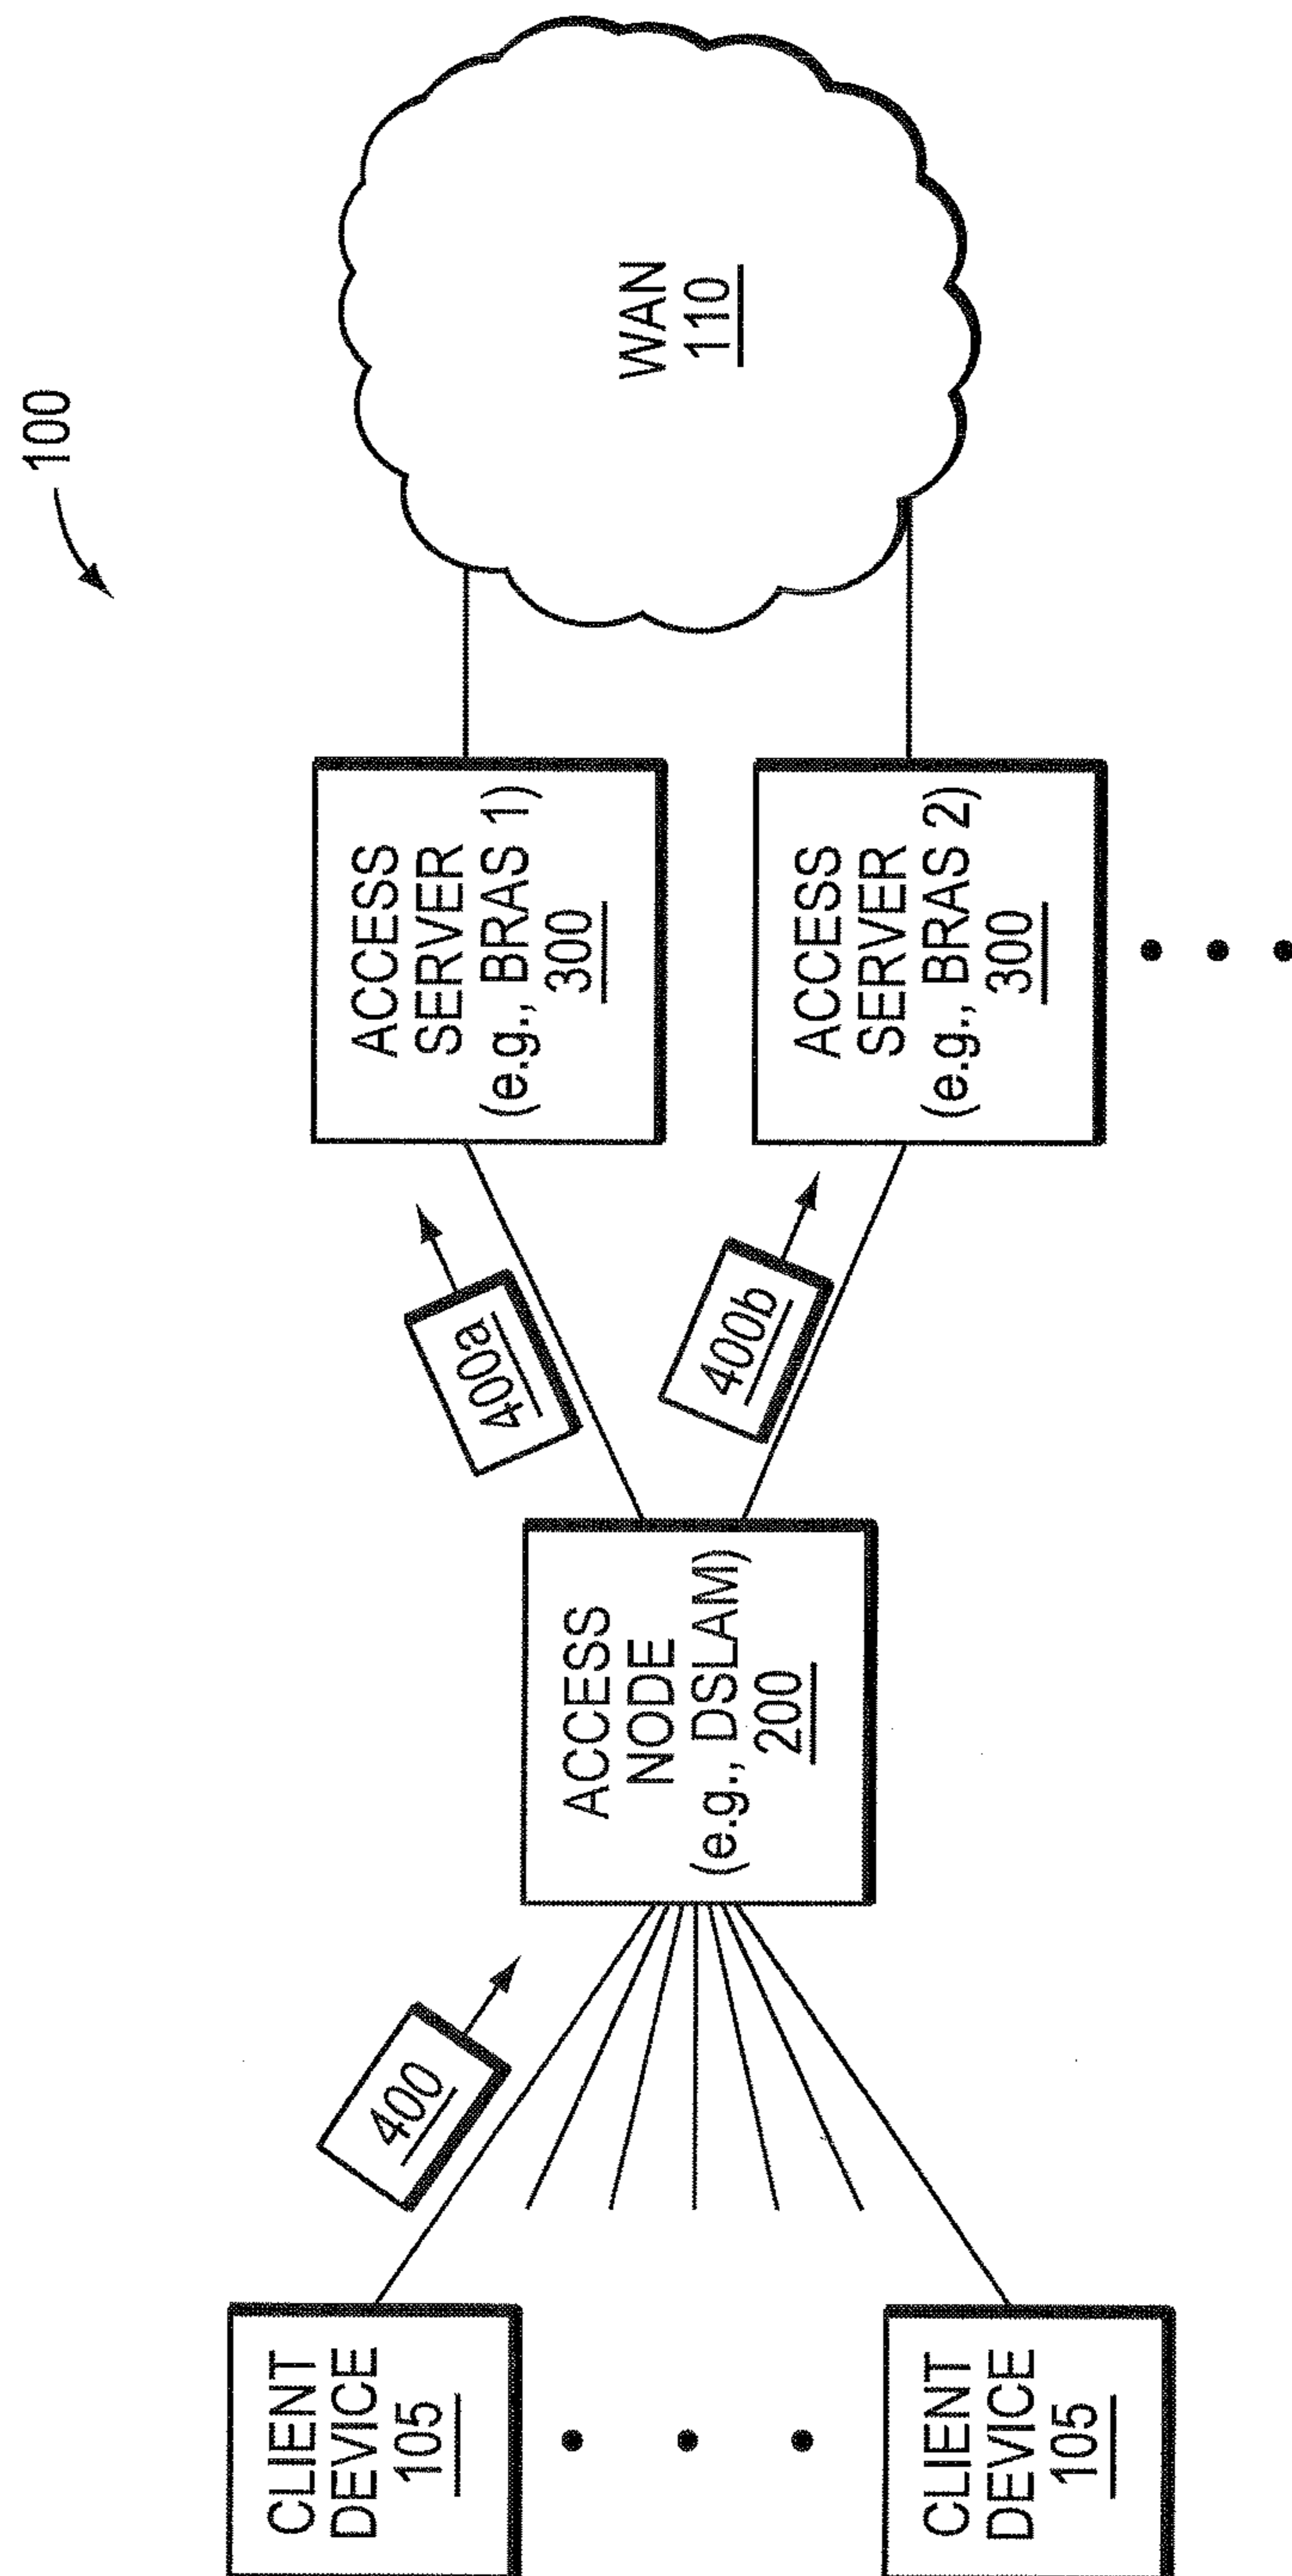 100
CLIENT
DEVICE
105
CLIENT
DEVICE
105
400
ACCESS
NODE
(e.g., DSLAM)
200
400a
400b
ACCESS
SERVER
(e.g., BRAS 1)
300
ACCESS
SERVER
(e.g., BRAS 2)
300
WAN
110